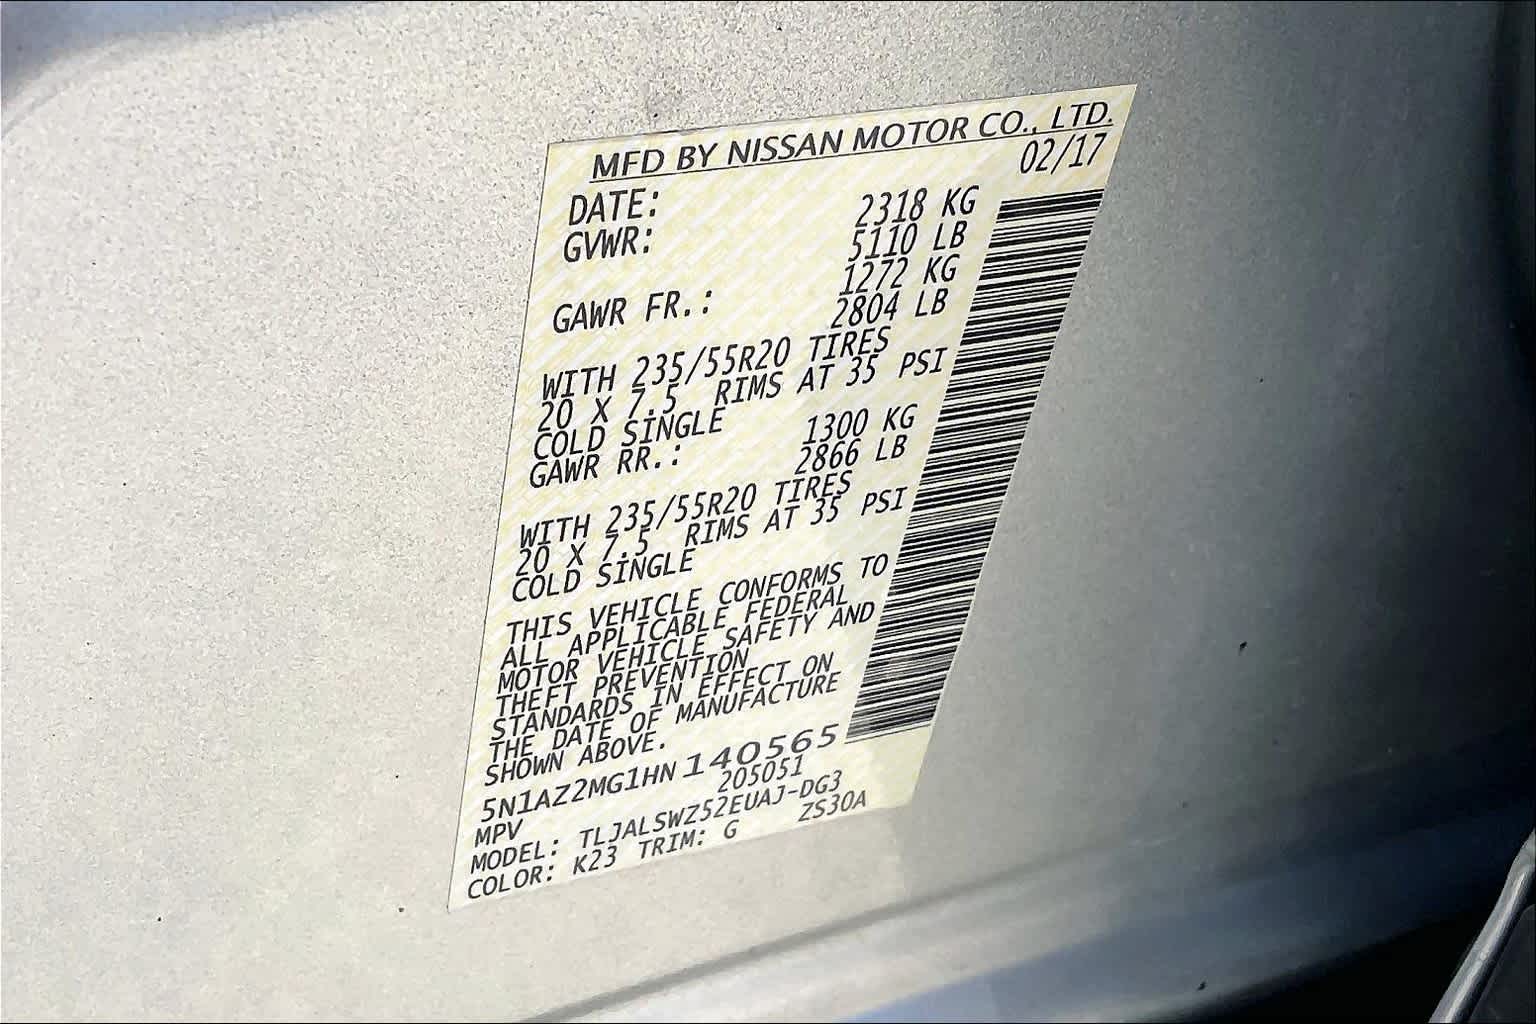 MFD BY NISSAN MOTOR CO., LTD.
DATE: 02/17
GVWR: 2318 KG
5110 LB
GAWR FR.: 1272 KG
2804 LB
WITH 235/55R20 TIRES
20 X 7.5 RIMS AT 35 PSI
COLD SINGLE
GAWR RR.: 1300 KG
2866 LB
WITH 235/55R20 TIRES
20 X 7.5 RIMS AT 35 PSI
COLD SINGLE
THIS VEHICLE CONFORMS TO
ALL APPLICABLE FEDERAL
MOTOR VEHICLE SAFETY AND
THEFT PREVENTION
STANDARDS IN EFFECT ON
THE DATE OF MANUFACTURE
SHOWN ABOVE.
5N1AZ2MG1HN140565
MPV 205051
MODEL: TLJALSWZ52EUAJ-DG3
COLOR: K23 TRIM: G ZS30A